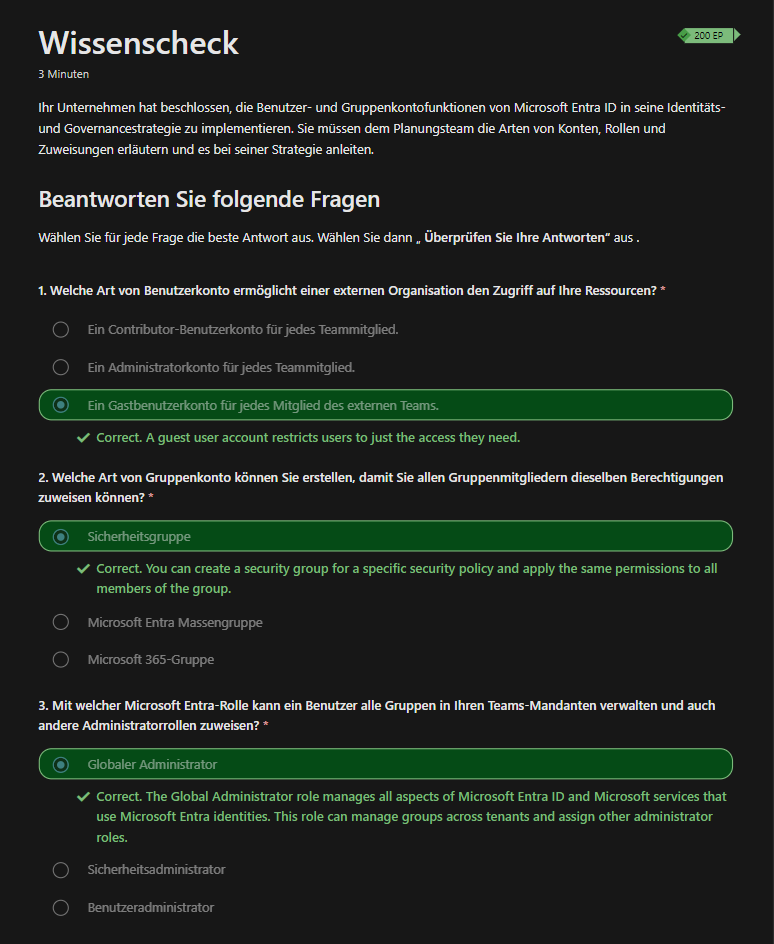 Wissenscheck
200 EP
3 Minuten
Ihr Unternehmen hat beschlossen, die Benutzer- und Gruppenkontofunktionen von Microsoft Entra ID in seine Identitäts-
und Governancestrategie zu implementieren. Sie müssen dem Planungsteam die Arten von Konten, Rollen und
Zuweisungen erläutern und es bei seiner Strategie anleiten.
Beantworten Sie folgende Fragen
Wählen Sie für jede Frage die beste Antwort aus. Wählen Sie dann „ Überprüfen Sie Ihre Antworten“ aus .
1. Welche Art von Benutzerkonto ermöglicht einer externen Organisation den Zugriff auf Ihre Ressourcen? *
Ein Contributor-Benutzerkonto für jedes Teammitglied.
Ein Administratorkonto für jedes Teammitglied.
Ein Gastbenutzerkonto für jedes Mitglied des externen Teams.
Correct. A guest user account restricts users to just the access they need.
2. Welche Art von Gruppenkonto können Sie erstellen, damit Sie allen Gruppenmitgliedern dieselben Berechtigungen
zuweisen können? *
Sicherheitsgruppe
Correct. You can create a security group for a specific security policy and apply the same permissions to all
members of the group.
Microsoft Entra Massengruppe
Microsoft 365-Gruppe
3. Mit welcher Microsoft Entra-Rolle kann ein Benutzer alle Gruppen in Ihren Teams-Mandanten verwalten und auch
andere Administratorrollen zuweisen? *
Globaler Administrator
Correct. The Global Administrator role manages all aspects of Microsoft Entra ID and Microsoft services that
use Microsoft Entra identities. This role can manage groups across tenants and assign other administrator
roles.
Sicherheitsadministrator
Benutzeradministrator